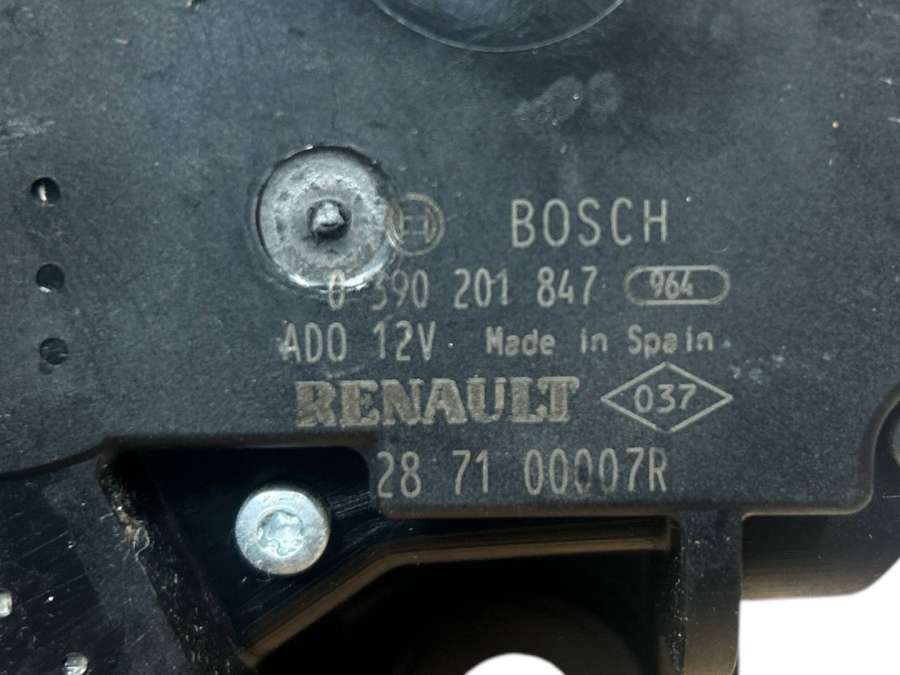 BOSCH
0 390 201 847 964
ADO 12V Made in Spain
RENAULT 037
28 71 00007R